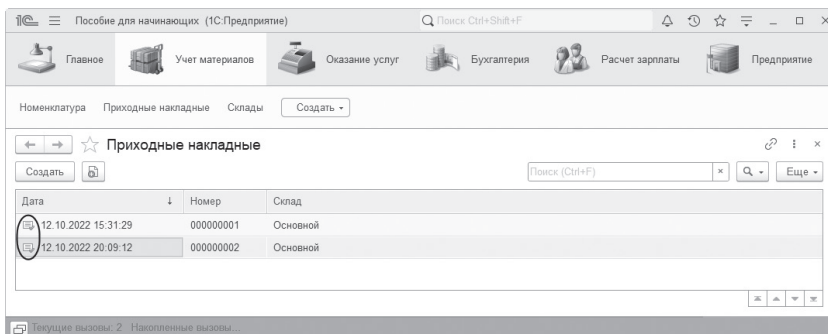 1С Пособие для начинающих (1С:Предприятие) Поиск Ctrl+Shift+F
Главное Учет материалов Оказание услуг Бухгалтерия Расчет зарплаты Предприятие
Номенклатура Приходные накладные Склады Создать
Приходные накладные
Создать Поиск (Ctrl+F) Еще
Дата Номер Склад
12.10.2022 15:31:29 000000001 Основной
12.10.2022 20:09:12 000000002 Основной
Текущие вызовы: 2 Накопленные вызовы...